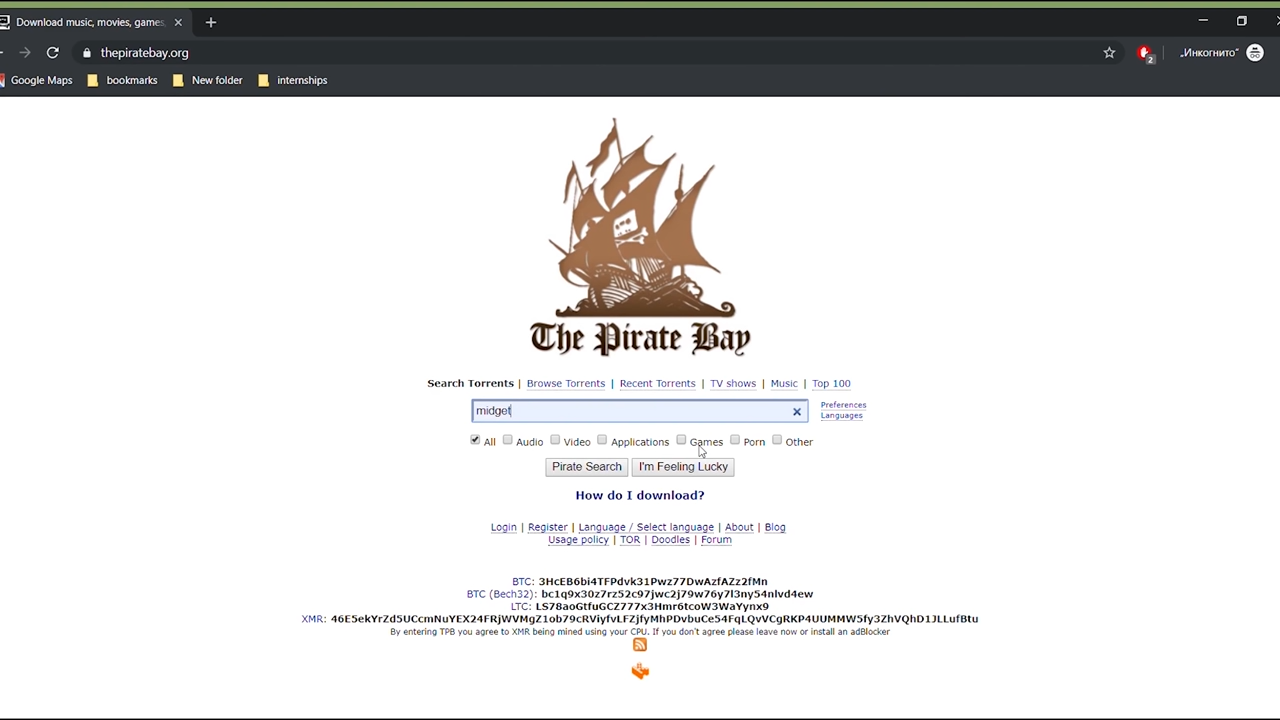 Download music, movies, games,
thepiratebay.org
2
„Инкогнито“
Google Maps bookmarks New folder internships
The Pirate Bay
Search Torrents | Browse Torrents | Recent Torrents | TV shows | Music | Top 100
midget
Preferences
Languages
All Audio Video Applications Games Porn Other
Pirate Search I'm Feeling Lucky
How do I download?
Login | Register | Language / Select language | About | Blog
Usage policy | TOR | Doodles | Forum
BTC: 3HcEB6bi4TFPdvk31Pwz77DwAzfAZz2fMn
BTC (Bech32): bc1q9x30z7rz52c97jwc2j79w76y7l3ny54nlvd4ew
LTC: LS78aoGtfuGCZ777x3Hmr6tcoW3WaYynx9
XMR: 46E5ekYrZd5UCcmNuYEX24FRjWVMgZ1ob79cRViyfvLFZjfyMhPDvbuCe54FqLQvVCgRKP4UUMMW5fy3ZhVQhD1JLLufBtu
By entering TPB you agree to XMR being mined using your CPU. If you don't agree please leave now or install an adBlocker